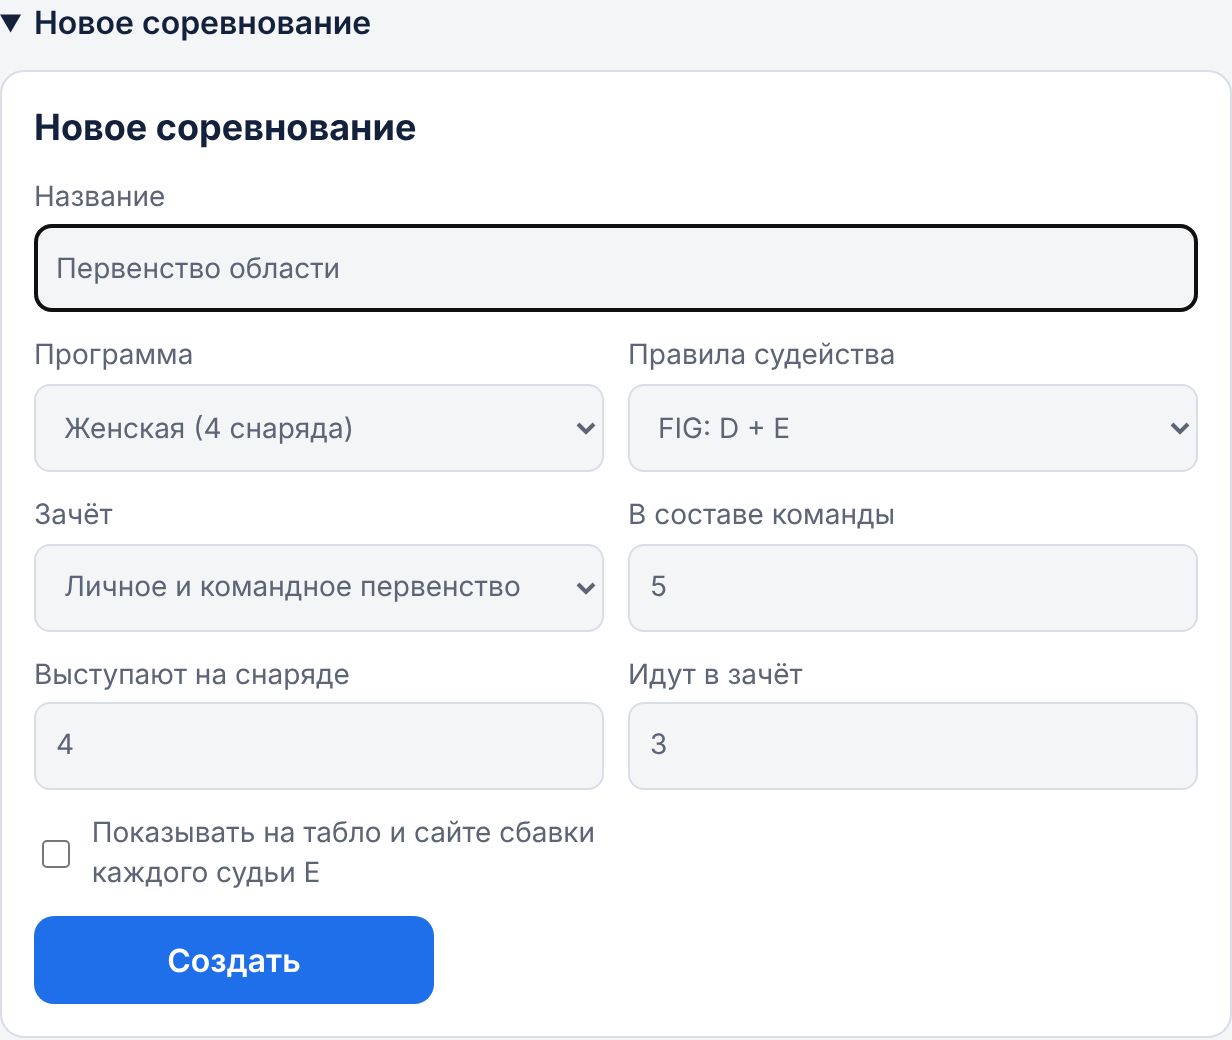 Новое соревнование
Новое соревнование
Название
Первенство области
Программа
Правила судейства
Женская (4 снаряда)
FIG: D + E
Зачёт
В составе команды
Личное и командное первенство
5
Выступают на снаряде
Идут в зачёт
4
3
Показывать на табло и сайте сбавки
каждого судьи E
Создать